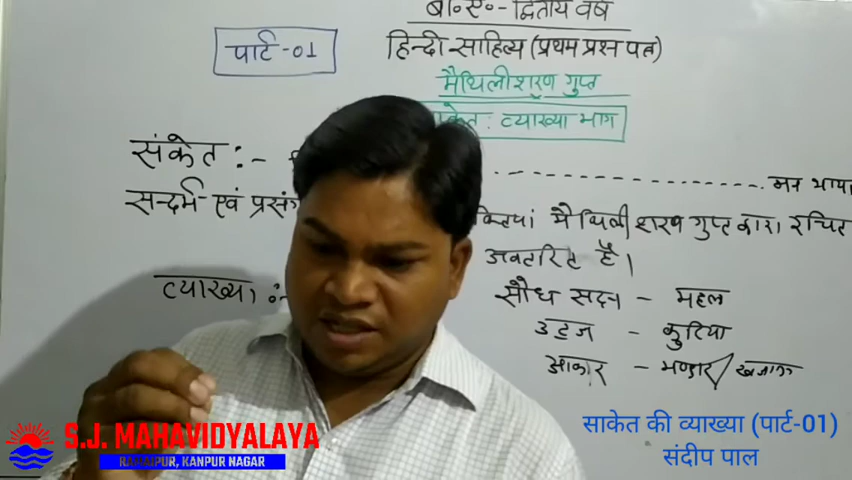 बी०ए०-द्वितीय वर्ष
पार्ट-01
हिन्दी साहित्य (प्रथम प्रश्न पत्र)
मैथिलीशरण गुप्त
साकेत: व्याख्या भाग
संकेत:- मन भाया
सन्दर्भ एवं प्रसंग मैथिलीशरण गुप्त द्वारा रचित
अवतरित है।
व्याख्या:-
सौध सदन - महल
उटज - कुटिया
आकार - भण्डार/खजाना
साकेत की व्याख्या (पार्ट-01)
संदीप पाल
S.J. MAHAVIDYALAYA
RAMAIPUR, KANPUR NAGAR